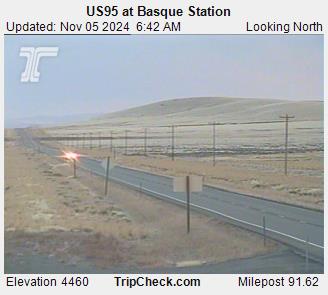 US95 at Basque Station
Updated: Nov 05 2024 6:42 AM Looking North
Elevation 4460 TripCheck.com Milepost 91.62